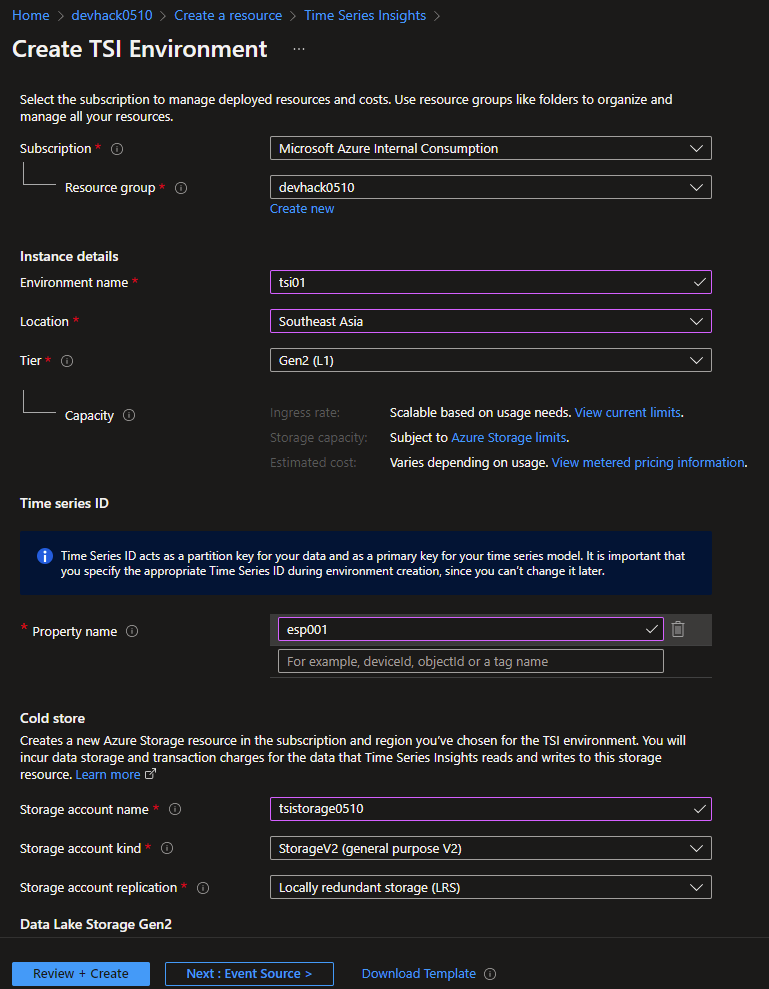 Home > devhack0510 > Create a resource > Time Series Insights >
Create TSI Environment ...
Select the subscription to manage deployed resources and costs. Use resource groups like folders to organize and
manage all your resources.
Subscription *
Microsoft Azure Internal Consumption
Resource group *
devhack0510
Create new
Instance details
Environment name *
tsi01
Location *
Southeast Asia
Tier *
Gen2 (L1)
Capacity
Ingress rate: Scalable based on usage needs. View current limits.
Storage capacity: Subject to Azure Storage limits.
Estimated cost: Varies depending on usage. View metered pricing information.
Time series ID
Time Series ID acts as a partition key for your data and as a primary key for your time series model. It is important that
you specify the appropriate Time Series ID during environment creation, since you can't change it later.
* Property name
esp001
For example, deviceId, objectId or a tag name
Cold store
Creates a new Azure Storage resource in the subscription and region you've chosen for the TSI environment. You will
incur data storage and transaction charges for the data that Time Series Insights reads and writes to this storage
resource. Learn more
Storage account name *
tsistorage0510
Storage account kind *
StorageV2 (general purpose V2)
Storage account replication *
Locally redundant storage (LRS)
Data Lake Storage Gen2
Review + Create
Next : Event Source >
Download Template